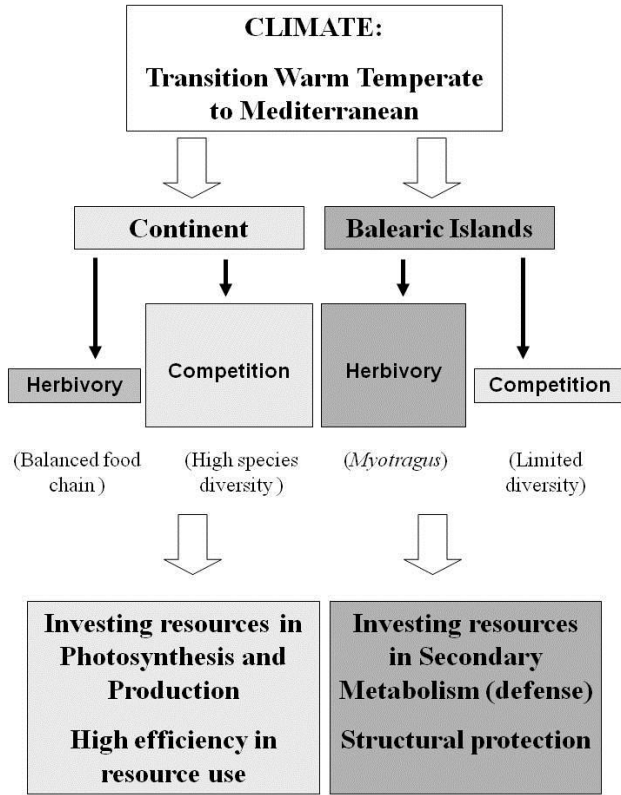 CLIMATE:
Transition Warm Temperate
to Mediterranean
Continent
Balearic Islands
Herbivory
Competition
Herbivory
Competition
(Balanced food
chain )
(High species
diversity )
(Myotragus)
(Limited
diversity)
Investing resources in
Photosynthesis and
Production
High efficiency in
resource use
Investing resources
in Secondary
Metabolism (defense)
Structural protection